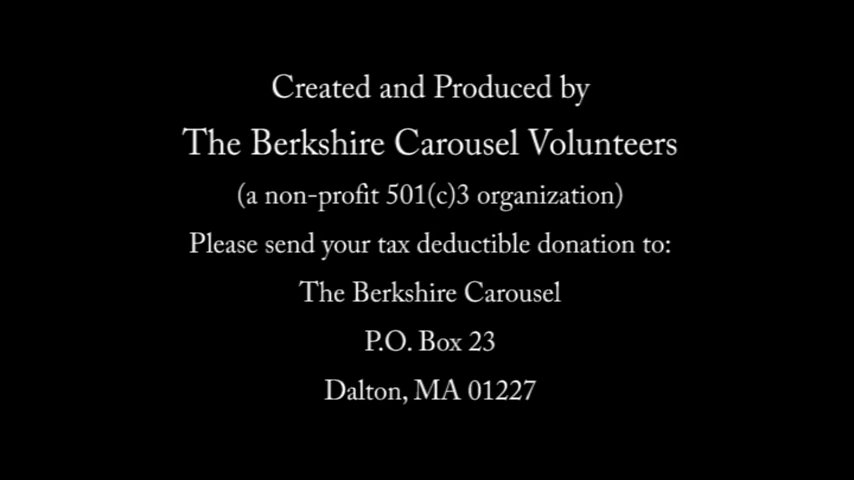 Created and Produced by
The Berkshire Carousel Volunteers
(a non-profit 501(c)3 organization)
Please send your tax deductible donation to:
The Berkshire Carousel
P.O. Box 23
Dalton, MA 01227